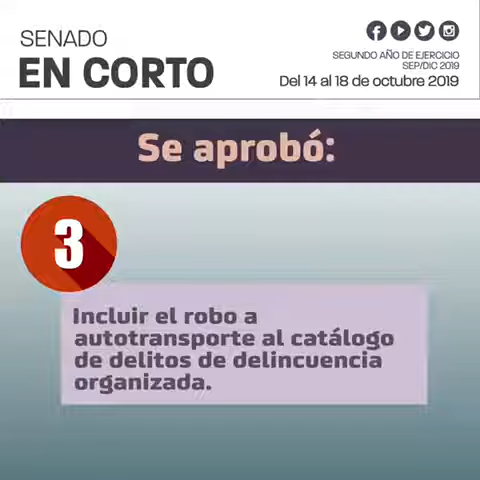 SENADO
EN CORTO
SEGUNDO AÑO DE EJERCICIO
SEP/DIC 2019
Del 14 al 18 de octubre 2019
Se aprobó:
3
Incluir el robo a
autotransporte al catálogo
de delitos de delincuencia
organizada.